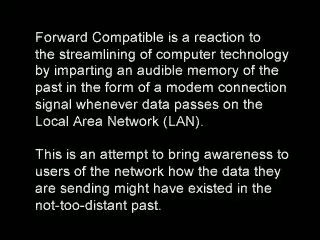 Forward Compatible is a reaction to
the streamlining of computer technology
by imparting an audible memory of the
past in the form of a modem connection
signal whenever data passes on the
Local Area Network (LAN).

This is an attempt to bring awareness to
users of the network how the data they
are sending might have existed in the
not-too-distant past.